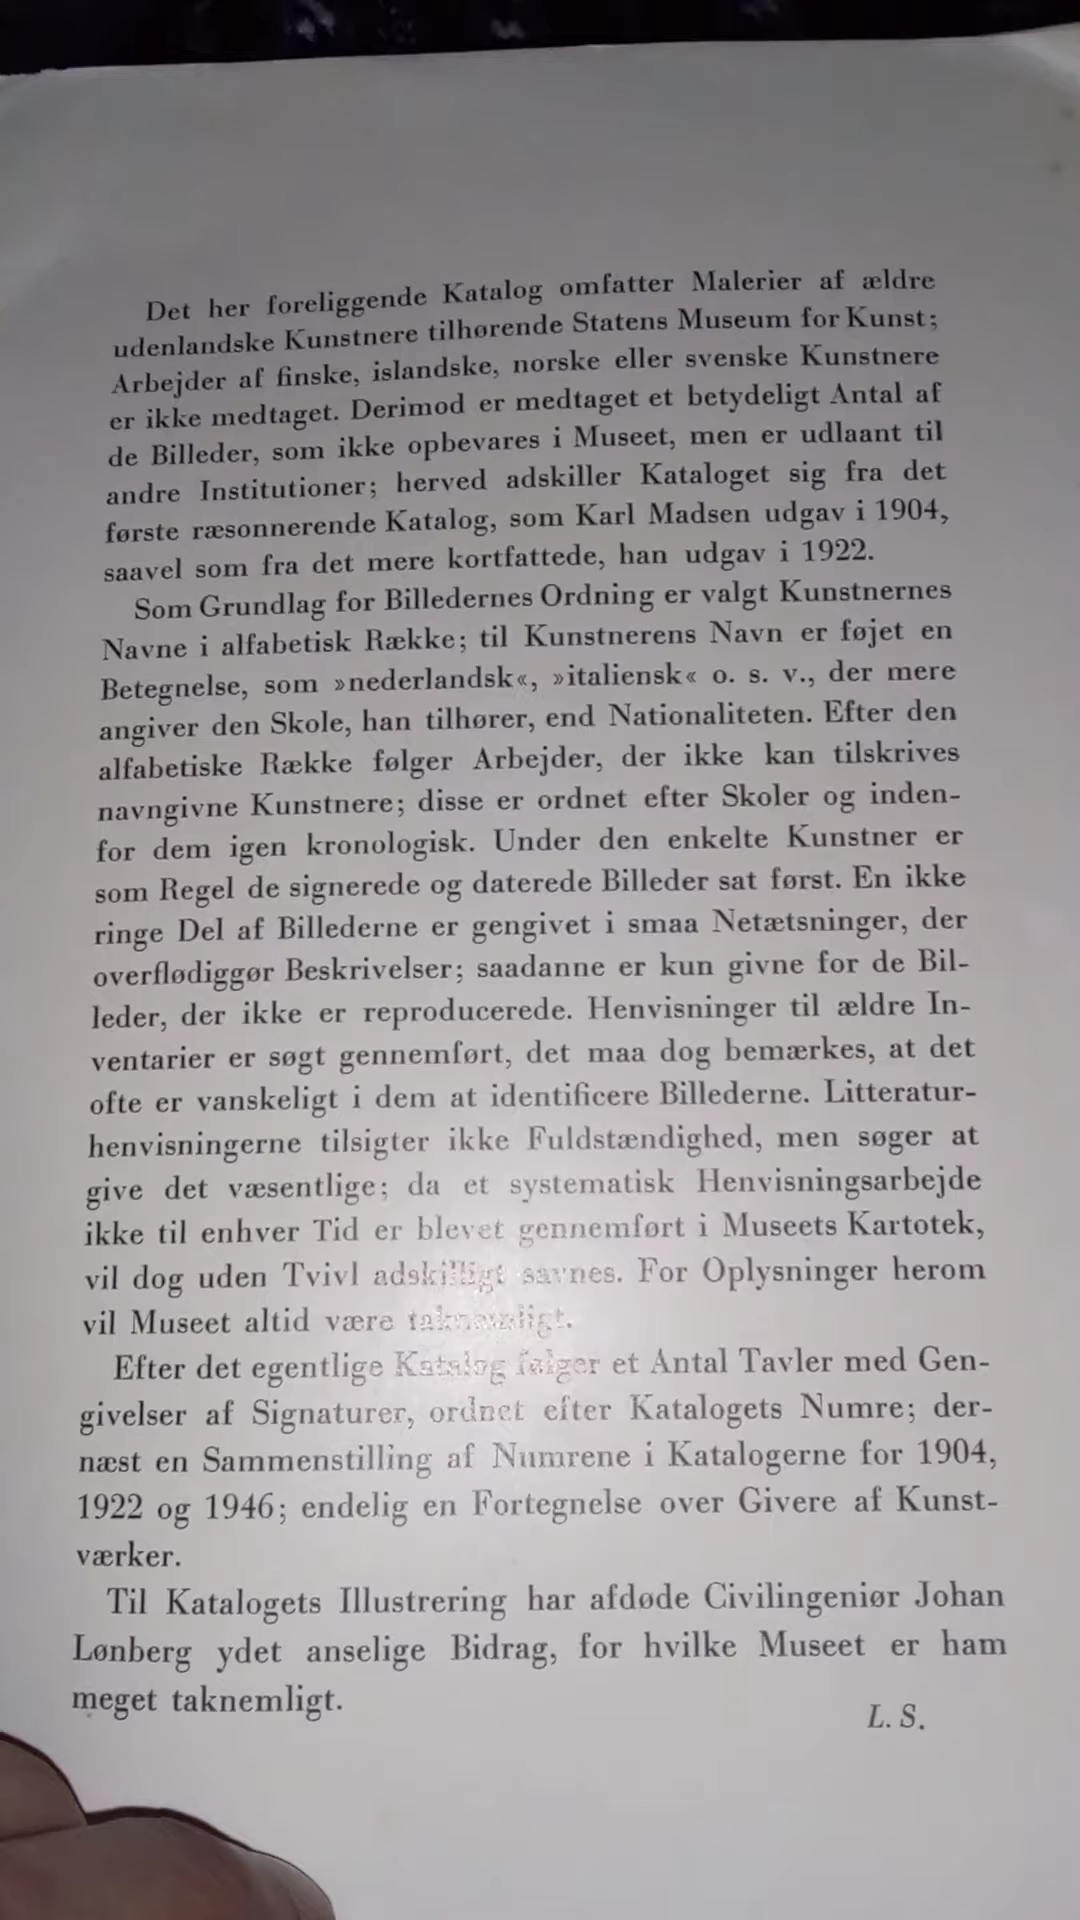 Det her foreliggende Katalog omfatter Malerier af ældre
udenlandske Kunstnere tilhørende Statens Museum for Kunst;
Arbejder af finske, islandske, norske eller svenske Kunstnere
er ikke medtaget. Derimod er medtaget et betydeligt Antal af
de Billeder, som ikke opbevares i Museet, men er udlaant til
andre Institutioner; herved adskiller Kataloget sig fra det
første ræsonnerende Katalog, som Karl Madsen udgav i 1904,
saavel som fra det mere kortfattede, han udgav i 1922.
Som Grundlag for Billedernes Ordning er valgt Kunstnernes
Navne i alfabetisk Række; til Kunstnerens Navn er føjet en
Betegnelse, som »nederlandsk«, »italiensk« o. s. v., der mere
angiver den Skole, han tilhører, end Nationaliteten. Efter den
alfabetiske Række følger Arbejder, der ikke kan tilskrives
navngivne Kunstnere; disse er ordnet efter Skoler og inden-
for dem igen kronologisk. Under den enkelte Kunstner er
som Regel de signerede og daterede Billeder sat først. En ikke
ringe Del af Billederne er gengivet i smaa Netætsninger, der
overflødiggør Beskrivelser; saadanne er kun givne for de Bil-
leder, der ikke er reproducerede. Henvisninger til ældre In-
ventarier er søgt gennemført, det maa dog bemærkes, at det
ofte er vanskeligt i dem at identificere Billederne. Litteratur-
henvisningerne tilsigter ikke Fuldstændighed, men søger at
give det væsentlige; da et systematisk Henvisningsarbejde
ikke til enhver Tid er blevet gennemført i Museets Kartotek,
vil dog uden Tvivl adskilligt savnes. For Oplysninger herom
vil Museet altid være taknemligt.
Efter det egentlige Katalog følger et Antal Tavler med Gen-
givelser af Signaturer, ordnet efter Katalogets Numre; der-
næst en Sammenstilling af Numrene i Katalogerne for 1904,
1922 og 1946; endelig en Fortegnelse over Givere af Kunst-
værker.
Til Katalogets Illustrering har afdøde Civilingeniør Johan
Lønberg ydet anselige Bidrag, for hvilke Museet er ham
meget taknemligt.
L. S.